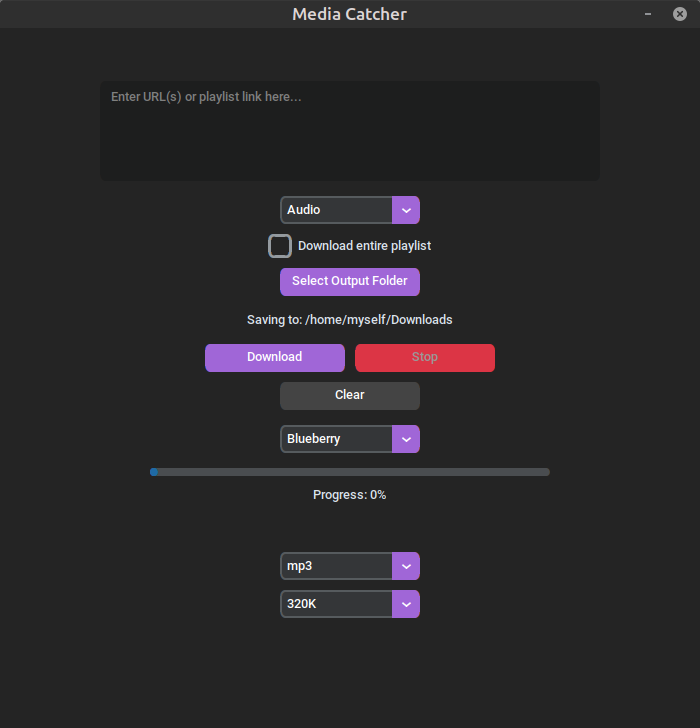 Media Catcher
Enter URL(s) or playlist link here...
Audio
Download entire playlist
Select Output Folder
Saving to: /home/myself/Downloads
Download Stop
Clear
Blueberry
Progress: 0%
mp3
320K